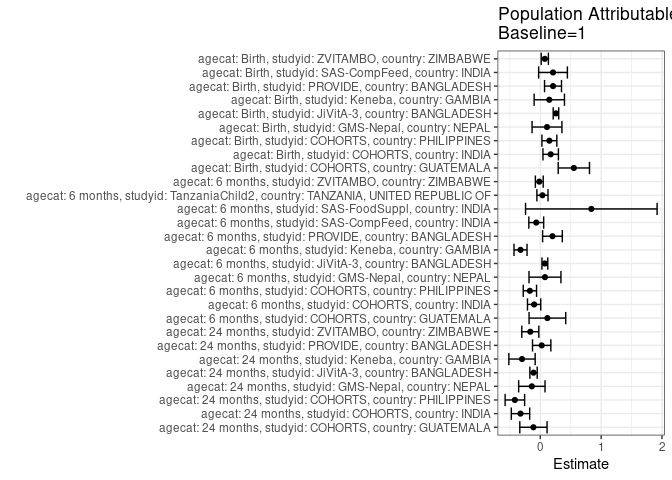 Population Attributable
Baseline=1
agecat: Birth, studyid: ZVITAMBO, country: ZIMBABWE
agecat: Birth, studyid: SAS-CompFeed, country: INDIA
agecat: Birth, studyid: PROVIDE, country: BANGLADESH
agecat: Birth, studyid: Keneba, country: GAMBIA
agecat: Birth, studyid: JiVitA-3, country: BANGLADESH
agecat: Birth, studyid: GMS-Nepal, country: NEPAL
agecat: Birth, studyid: COHORTS, country: PHILIPPINES
agecat: Birth, studyid: COHORTS, country: INDIA
agecat: Birth, studyid: COHORTS, country: GUATEMALA
agecat: 6 months, studyid: ZVITAMBO, country: ZIMBABWE
agecat: 6 months, studyid: TanzaniaChild2, country: TANZANIA, UNITED REPUBLIC OF
agecat: 6 months, studyid: SAS-FoodSuppl, country: INDIA
agecat: 6 months, studyid: SAS-CompFeed, country: INDIA
agecat: 6 months, studyid: PROVIDE, country: BANGLADESH
agecat: 6 months, studyid: Keneba, country: GAMBIA
agecat: 6 months, studyid: JiVitA-3, country: BANGLADESH
agecat: 6 months, studyid: GMS-Nepal, country: NEPAL
agecat: 6 months, studyid: COHORTS, country: PHILIPPINES
agecat: 6 months, studyid: COHORTS, country: INDIA
agecat: 6 months, studyid: COHORTS, country: GUATEMALA
agecat: 24 months, studyid: ZVITAMBO, country: ZIMBABWE
agecat: 24 months, studyid: PROVIDE, country: BANGLADESH
agecat: 24 months, studyid: Keneba, country: GAMBIA
agecat: 24 months, studyid: JiVitA-3, country: BANGLADESH
agecat: 24 months, studyid: GMS-Nepal, country: NEPAL
agecat: 24 months, studyid: COHORTS, country: PHILIPPINES
agecat: 24 months, studyid: COHORTS, country: INDIA
agecat: 24 months, studyid: COHORTS, country: GUATEMALA
0 1 2
Estimate